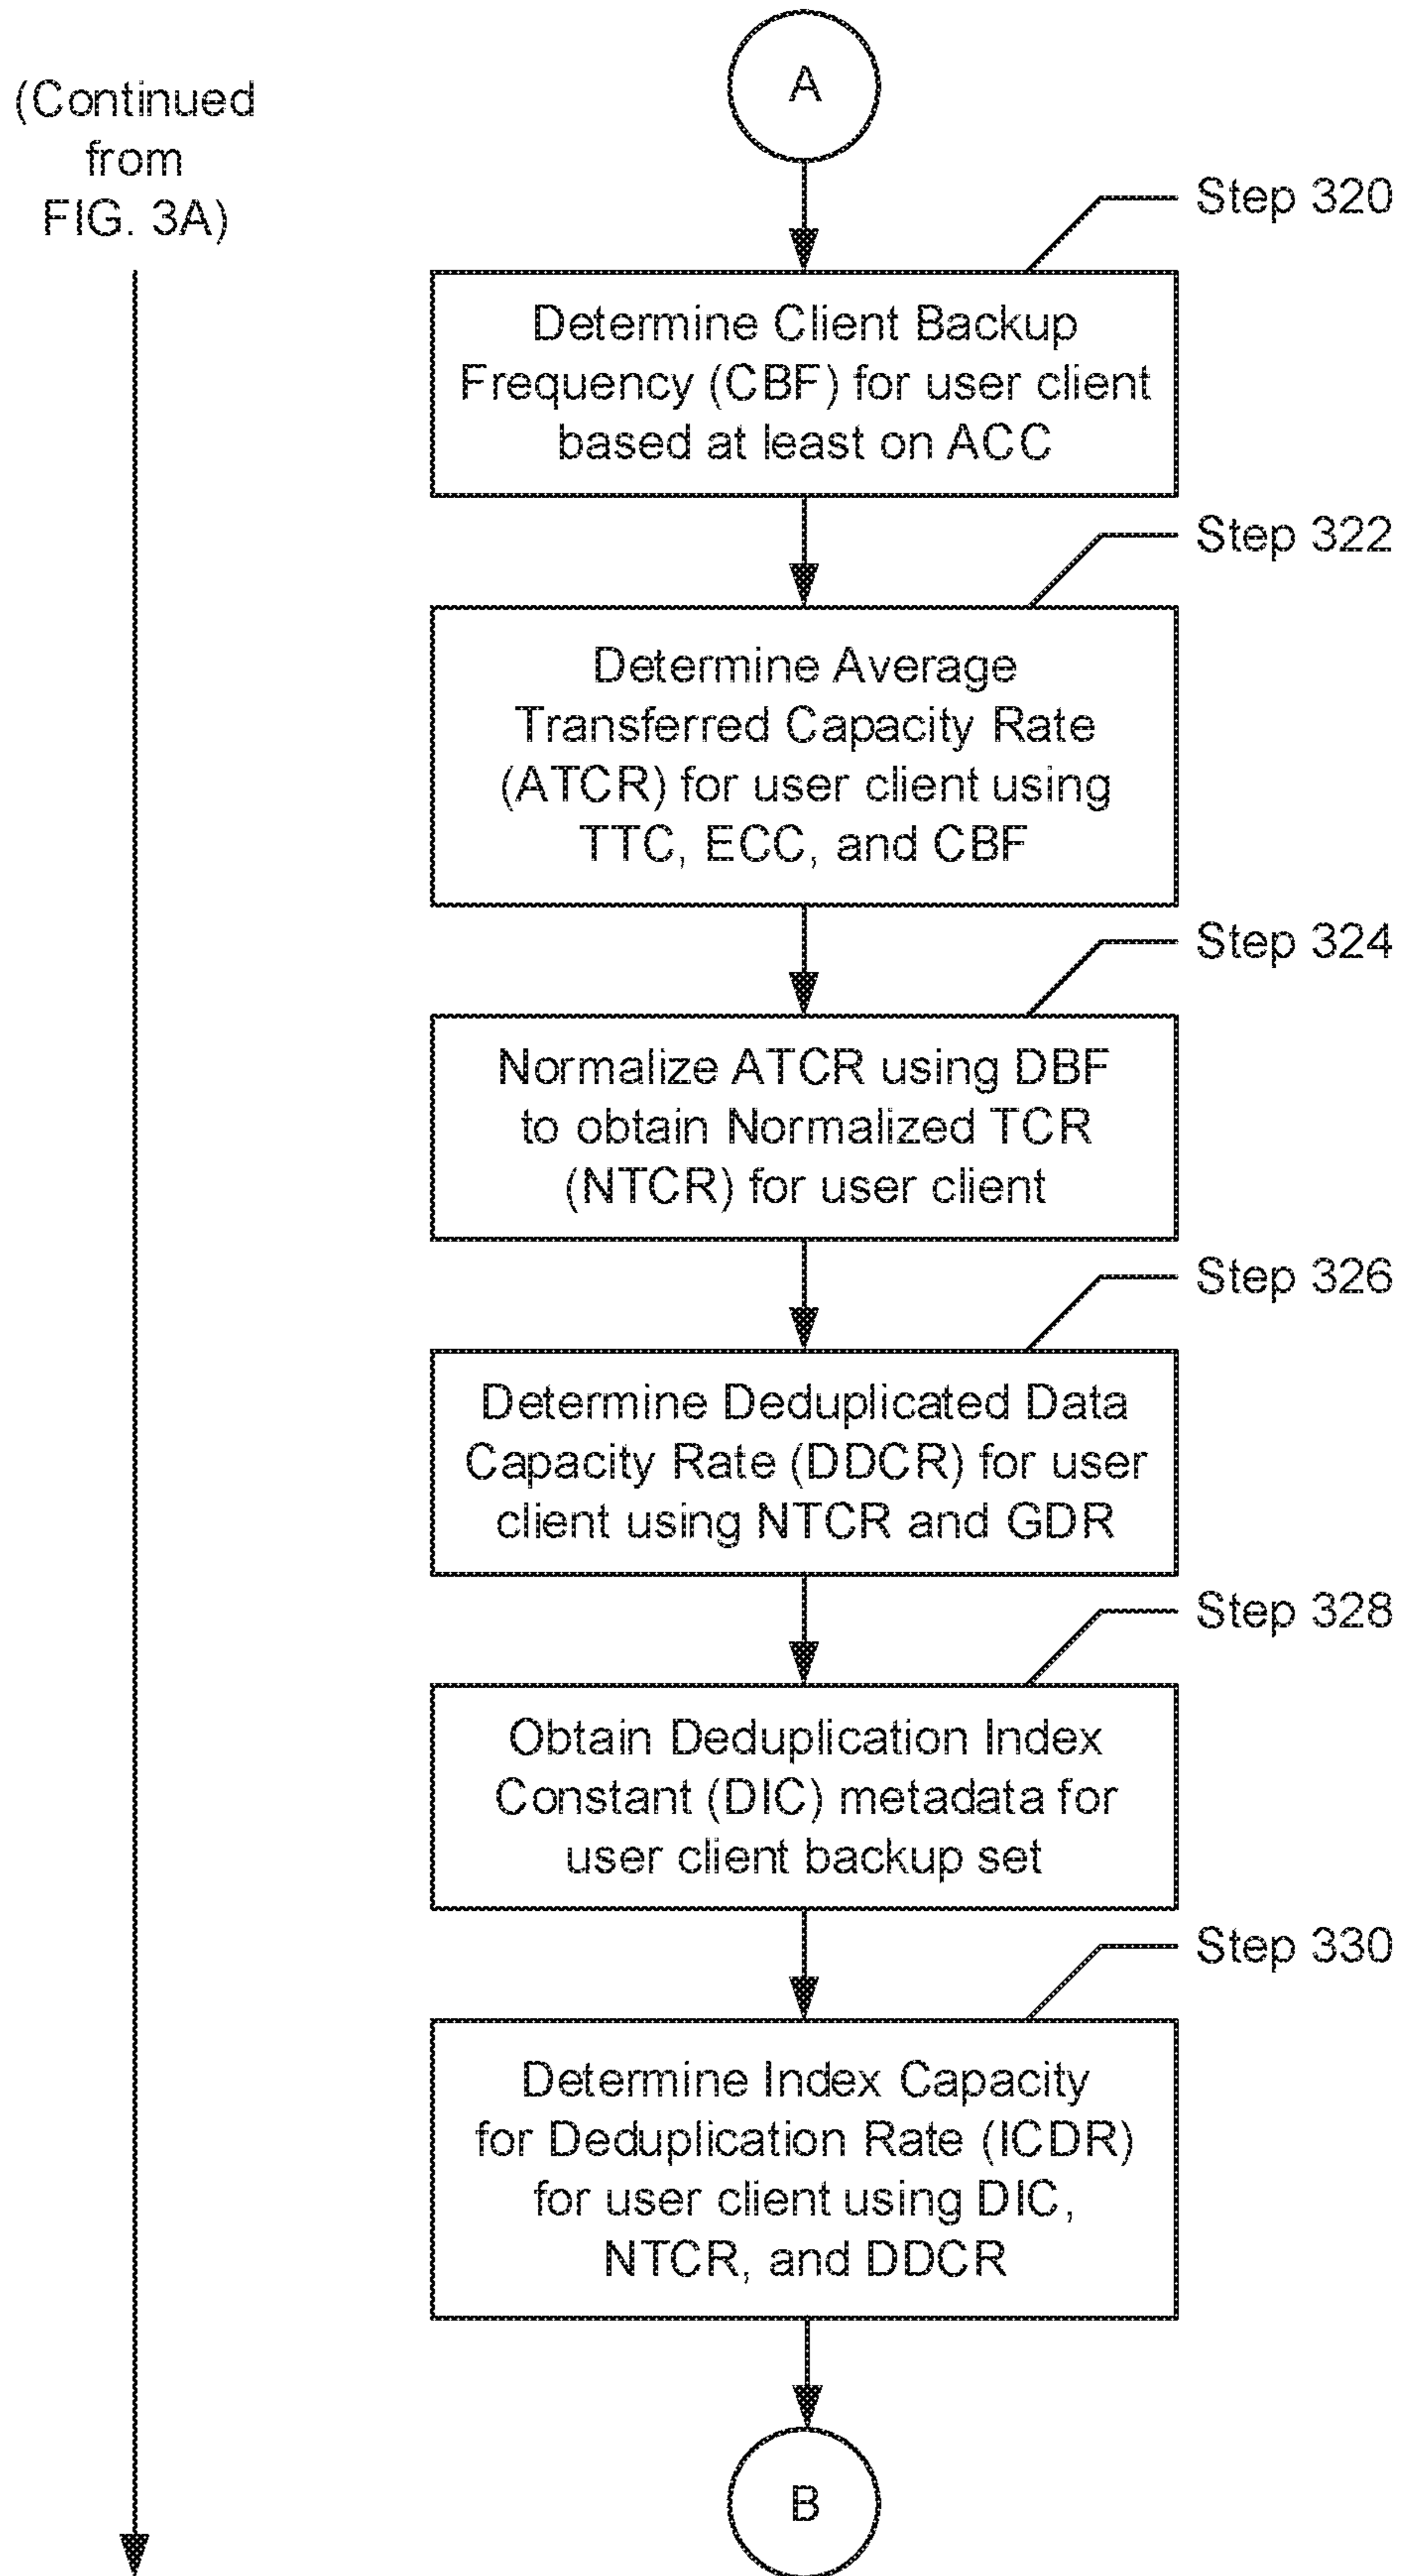 (Continued
from
FIG. 3A)
A
Step 320
Determine Client Backup
Frequency (CBF) for user client
based at least on ACC
Step 322
Determine Average
Transferred Capacity Rate
(ATCR) for user client using
TTC, ECC, and CBF
Step 324
Normalize ATCR using DBF
to obtain Normalized TCR
(NTCR) for user client
Step 326
Determine Deduplicated Data
Capacity Rate (DDCR) for user
client using NTCR and GDR
Step 328
Obtain Deduplication Index
Constant (DIC) metadata for
user client backup set
Step 330
Determine Index Capacity
for Deduplication Rate (ICDR)
for user client using DIC,
NTCR, and DDCR
B